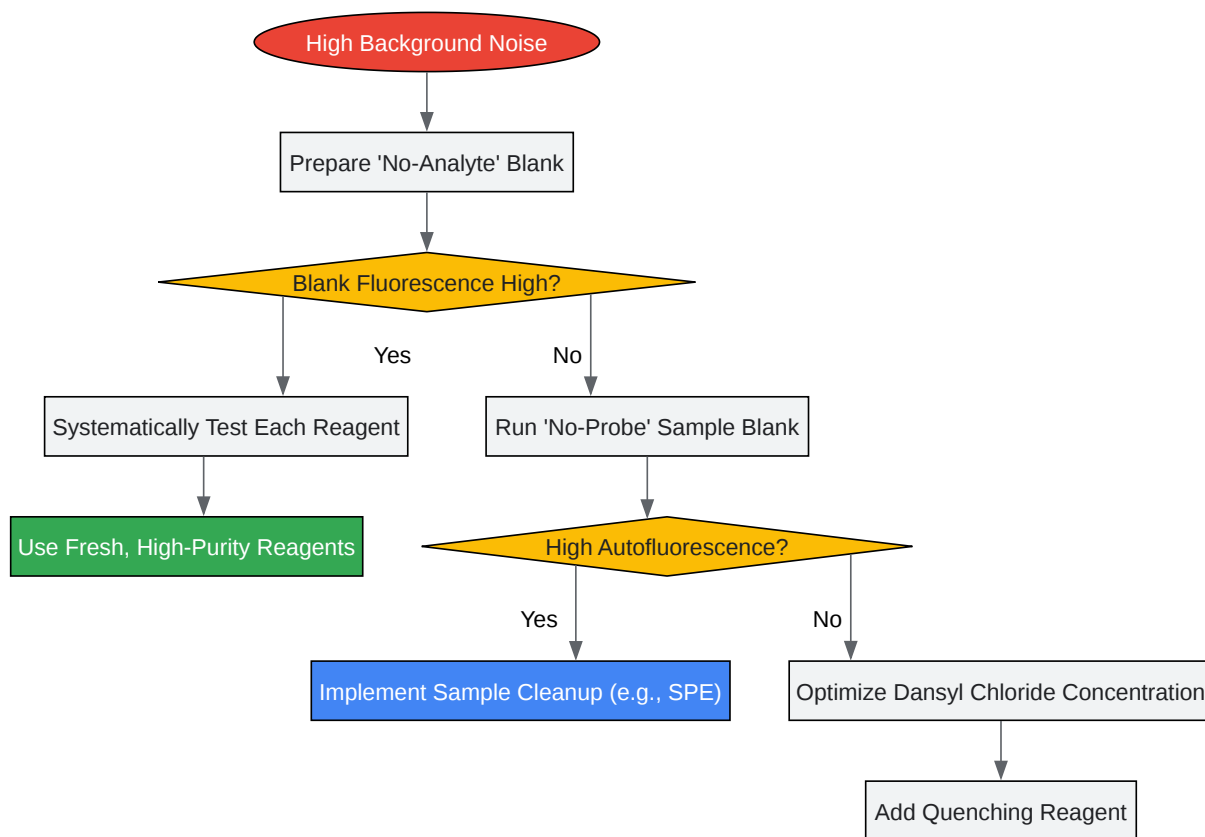 High Background Noise
Prepare 'No-Analyte' Blank
Blank Fluorescence High?
Yes
No
Systematically Test Each Reagent
Run 'No-Probe' Sample Blank
Use Fresh, High-Purity Reagents
High Autofluorescence?
Yes
No
Implement Sample Cleanup (e.g., SPE)
Optimize Dansyl Chloride Concentration
Add Quenching Reagent